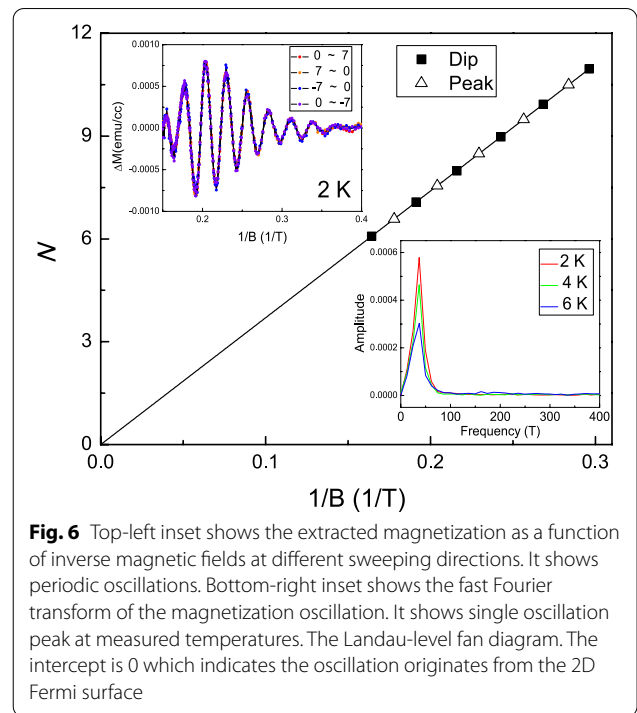 12
9
6
3
0
N
0.0
0.1
0.2
0.3
1/B (1/T)
Dip
Peak
0.0010
0.0005
0.0000
-0.0005
-0.0010
ΔM(emu/cc)
0 ~ 7
7 ~ 0
-7 ~ 0
0 ~ -7
2 K
0.2
0.3
0.4
1/B (1/T)
0.0006
0.0004
0.0002
0.0000
Amplitude
2 K
4 K
6 K
0
100
200
300
400
Frequency (T)
Fig. 6 Top-left inset shows the extracted magnetization as a function
of inverse magnetic fields at different sweeping directions. It shows
periodic oscillations. Bottom-right inset shows the fast Fourier
transform of the magnetization oscillation. It shows single oscillation
peak at measured temperatures. The Landau-level fan diagram. The
intercept is 0 which indicates the oscillation originates from the 2D
Fermi surface